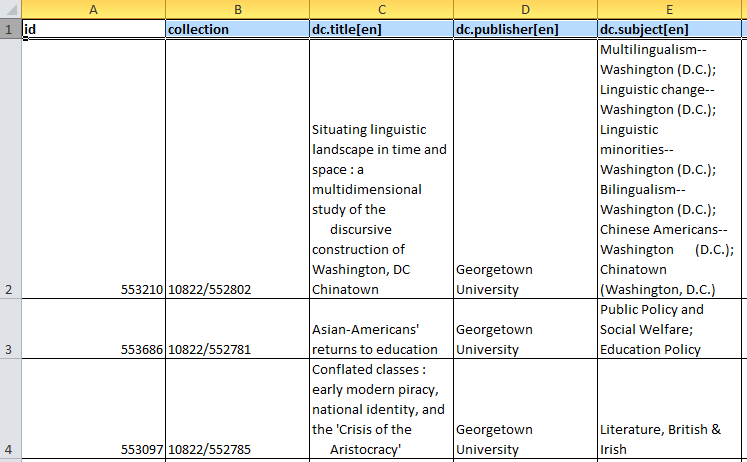 A B C D E
1 id collection dc.title[en] dc.publisher[en] dc.subject[en]
Multilingualism--
Washington (D.C.);
Linguistic change--
Washington (D.C.);
Situating linguistic Linguistic
landscape in time and minorities--
space : a Washington (D.C.);
multidimensional Bilingualism--
study of the Washington (D.C.);
discursive Chinese Americans--
construction of Washington (D.C.);
Washington, DC Georgetown Chinatown
2 553210 10822/552802 Chinatown University (Washington, D.C.)
Public Policy and
Asian-Americans' Georgetown Social Welfare;
3 553686 10822/552781 returns to education University Education Policy
Conflated classes :
early modern piracy,
national identity, and
the 'Crisis of the Georgetown Literature, British &
4 553097 10822/552785 Aristocracy' University Irish